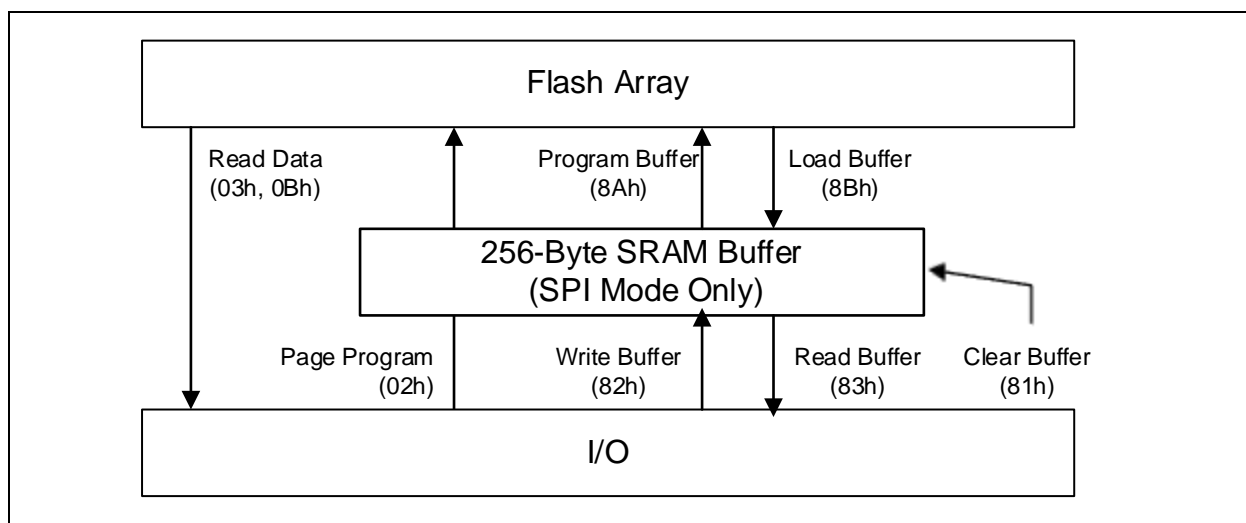 Flash Array
Read Data
(03h, 0Bh)
Program Buffer
(8Ah)
Load Buffer
(8Bh)
256-Byte SRAM Buffer
(SPI Mode Only)
Page Program
(02h)
Write Buffer
(82h)
Read Buffer
(83h)
Clear Buffer
(81h)
I/O